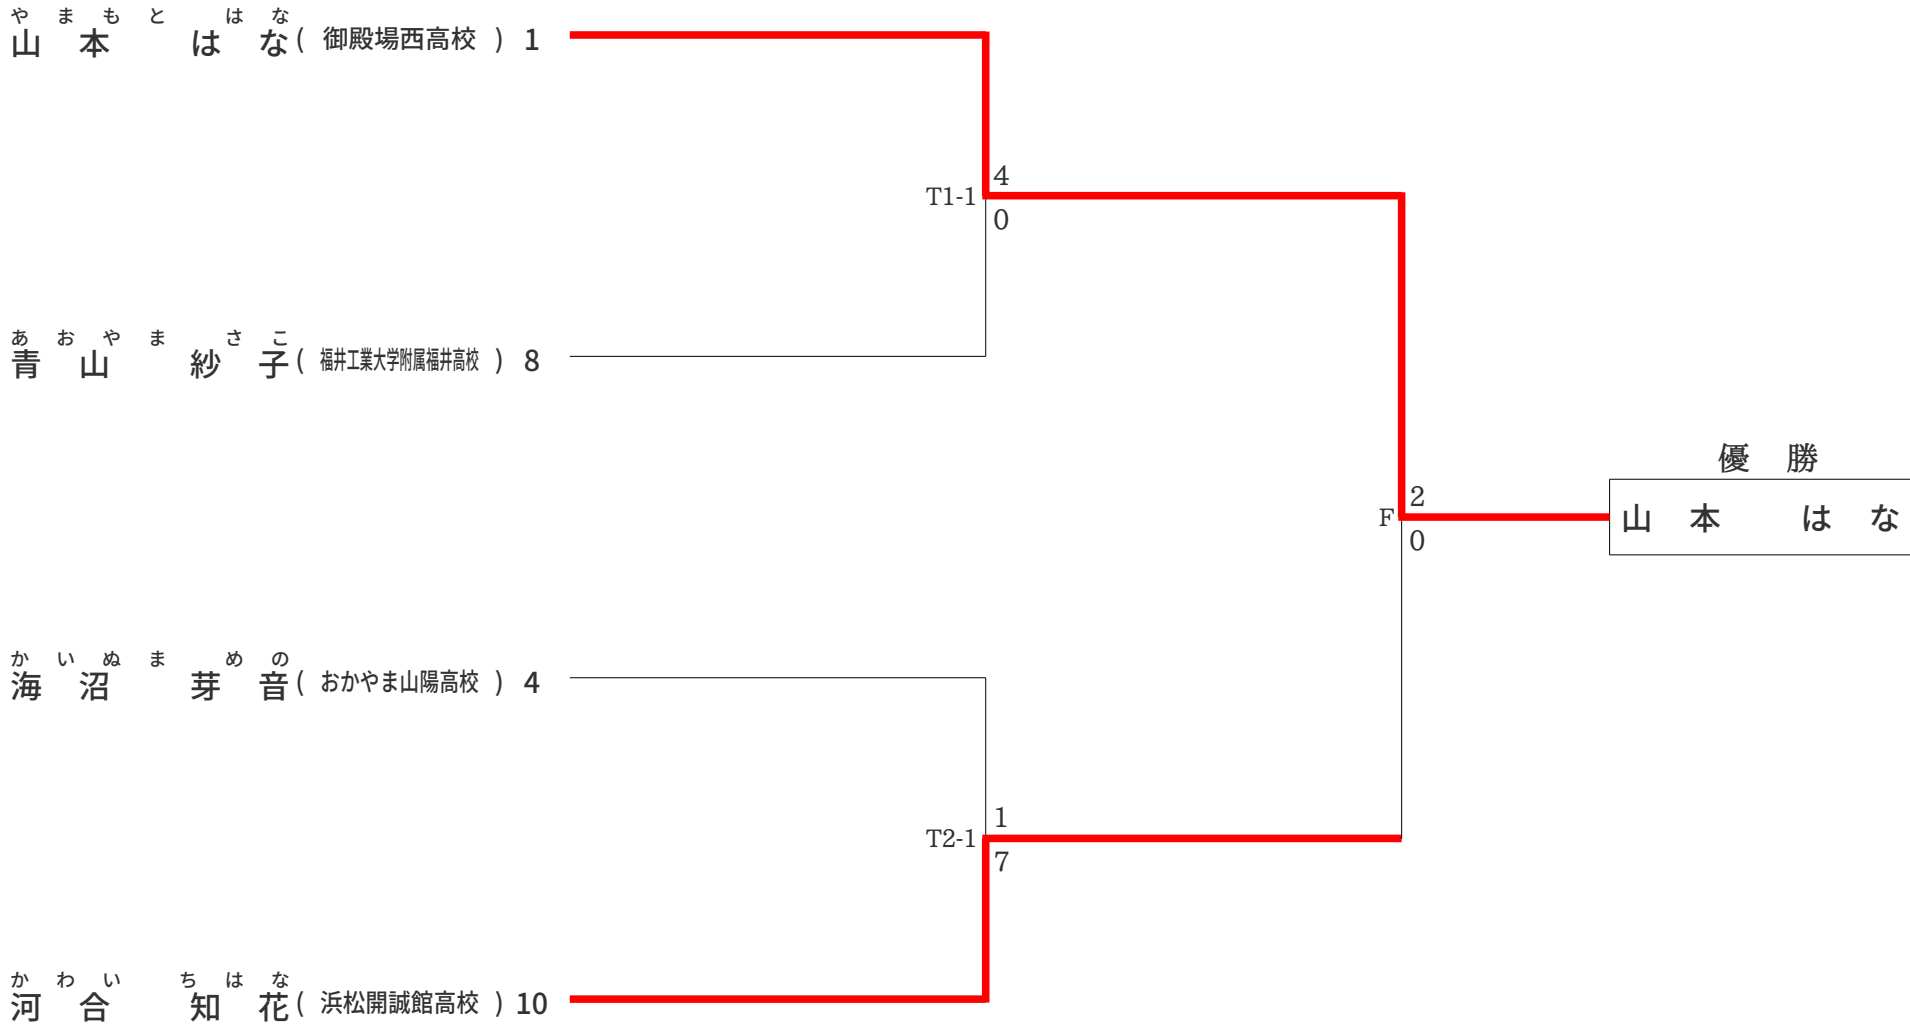 やまもと はな
山本 はな ( 御殿場西高校 ) 1
4
T1-1
0
あおやま さこ
青山 紗子 ( 福井工業大学附属福井高校 ) 8
優勝
山本 はな
2
F
0
かいぬま めの
海沼 芽音 ( おかやま山陽高校 ) 4
1
T2-1
7
かわい ちはな
河合 知花 ( 浜松開誠館高校 ) 10